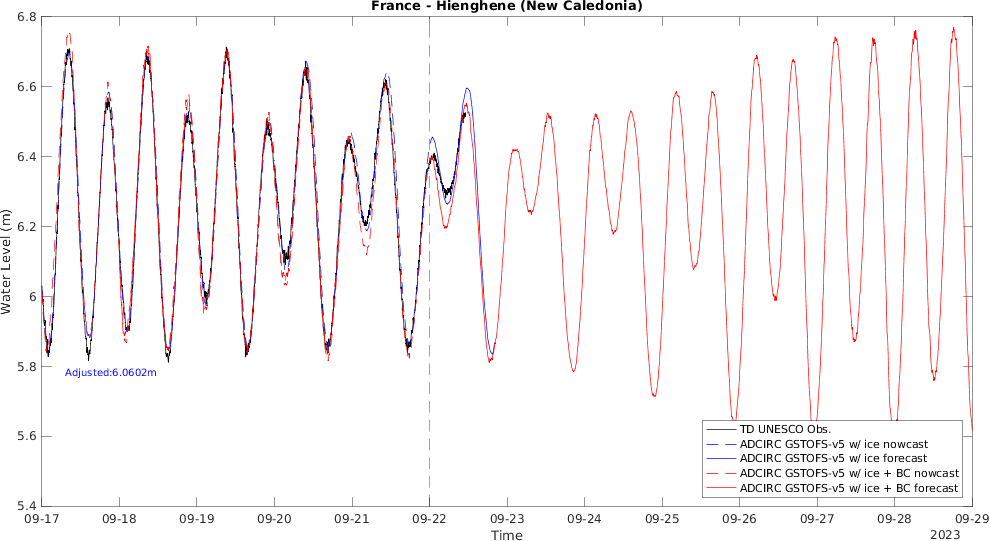 France - Hienghene (New Caledonia)
6.8
6.6
6.4
6.2
6
5.8
5.6
5.4
Water Level (m)
Adjusted:6.0602m
TD UNESCO Obs.
ADCIRC GSTOFS-v5 w/ ice nowcast
ADCIRC GSTOFS-v5 w/ ice forecast
ADCIRC GSTOFS-v5 w/ ice + BC nowcast
ADCIRC GSTOFS-v5 w/ ice + BC forecast
09-17 09-18 09-19 09-20 09-21 09-22 09-23 09-24 09-25 09-26 09-27 09-28 09-29
Time 2023